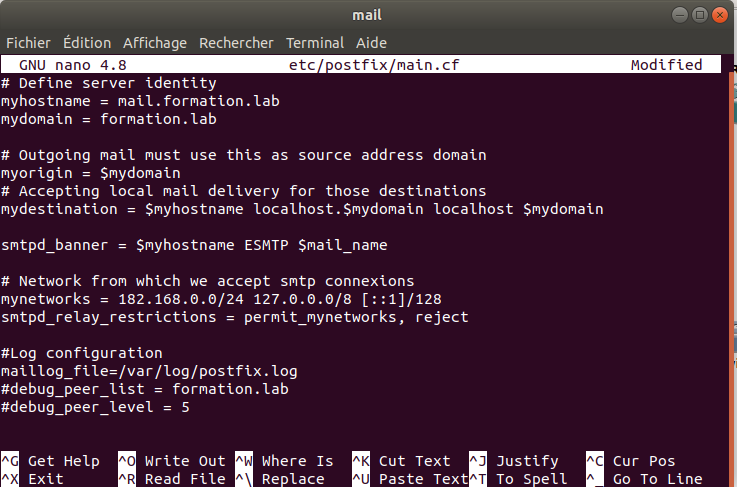 mail
Fichier Édition Affichage Rechercher Terminal Aide
GNU nano 4.8 etc/postfix/main.cf Modified
# Define server identity
myhostname = mail.formation.lab
mydomain = formation.lab
# Outgoing mail must use this as source address domain
myorigin = $mydomain
# Accepting local mail delivery for those destinations
mydestination = $myhostname localhost.$mydomain localhost $mydomain
smtpd_banner = $myhostname ESMTP $mail_name
# Network from which we accept smtp connexions
mynetworks = 182.168.0.0/24 127.0.0.0/8 [::1]/128
smtpd_relay_restrictions = permit_mynetworks, reject
#Log configuration
maillog_file=/var/log/postfix.log
#debug_peer_list = formation.lab
#debug_peer_level = 5
^G Get Help ^O Write Out ^W Where Is ^K Cut Text ^J Justify ^C Cur Pos
^X Exit ^R Read File ^\ Replace ^U Paste Text ^T To Spell ^_ Go To Line